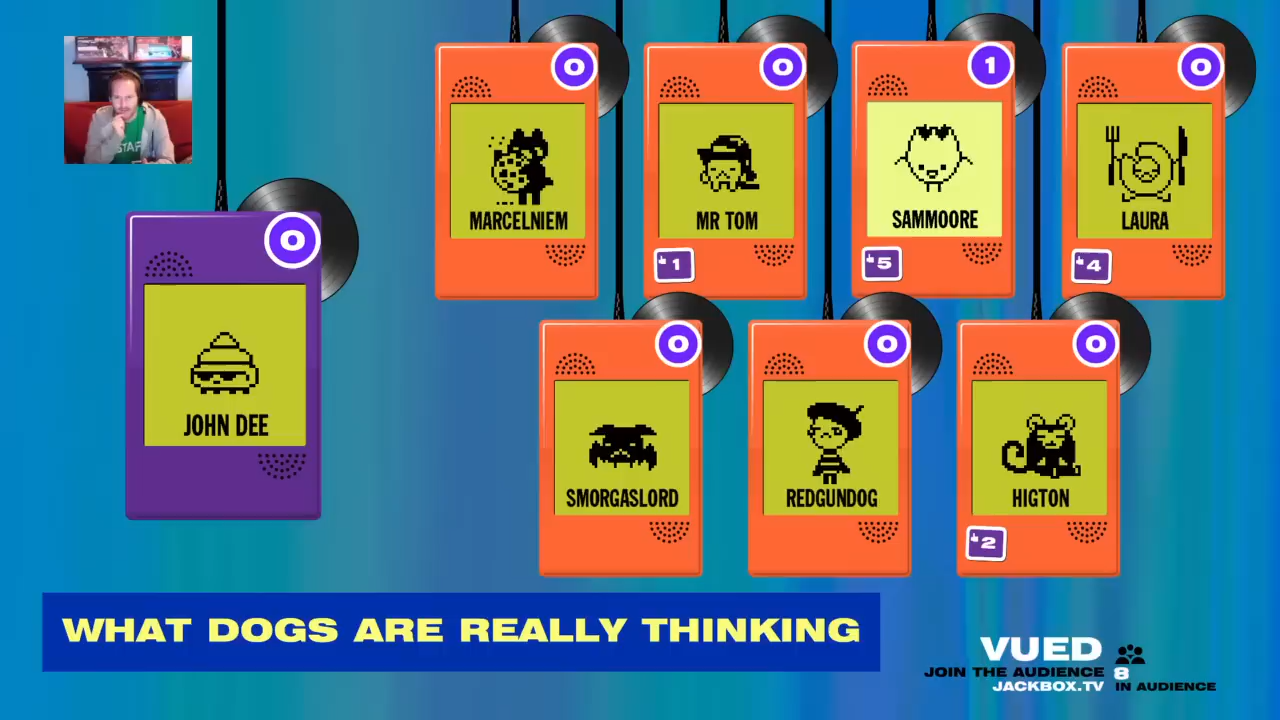 STAF
0
MARCELNIEM
0
MR TOM
1
1
SAMMOORE
5
0
LAURA
4
0
JOHN DEE
0
SMORGASLORD
0
REDGUNDOG
0
HIGTON
2
WHAT DOGS ARE REALLY THINKING
VUED
JOIN THE AUDIENCE 8
JACKBOX.TV IN AUDIENCE